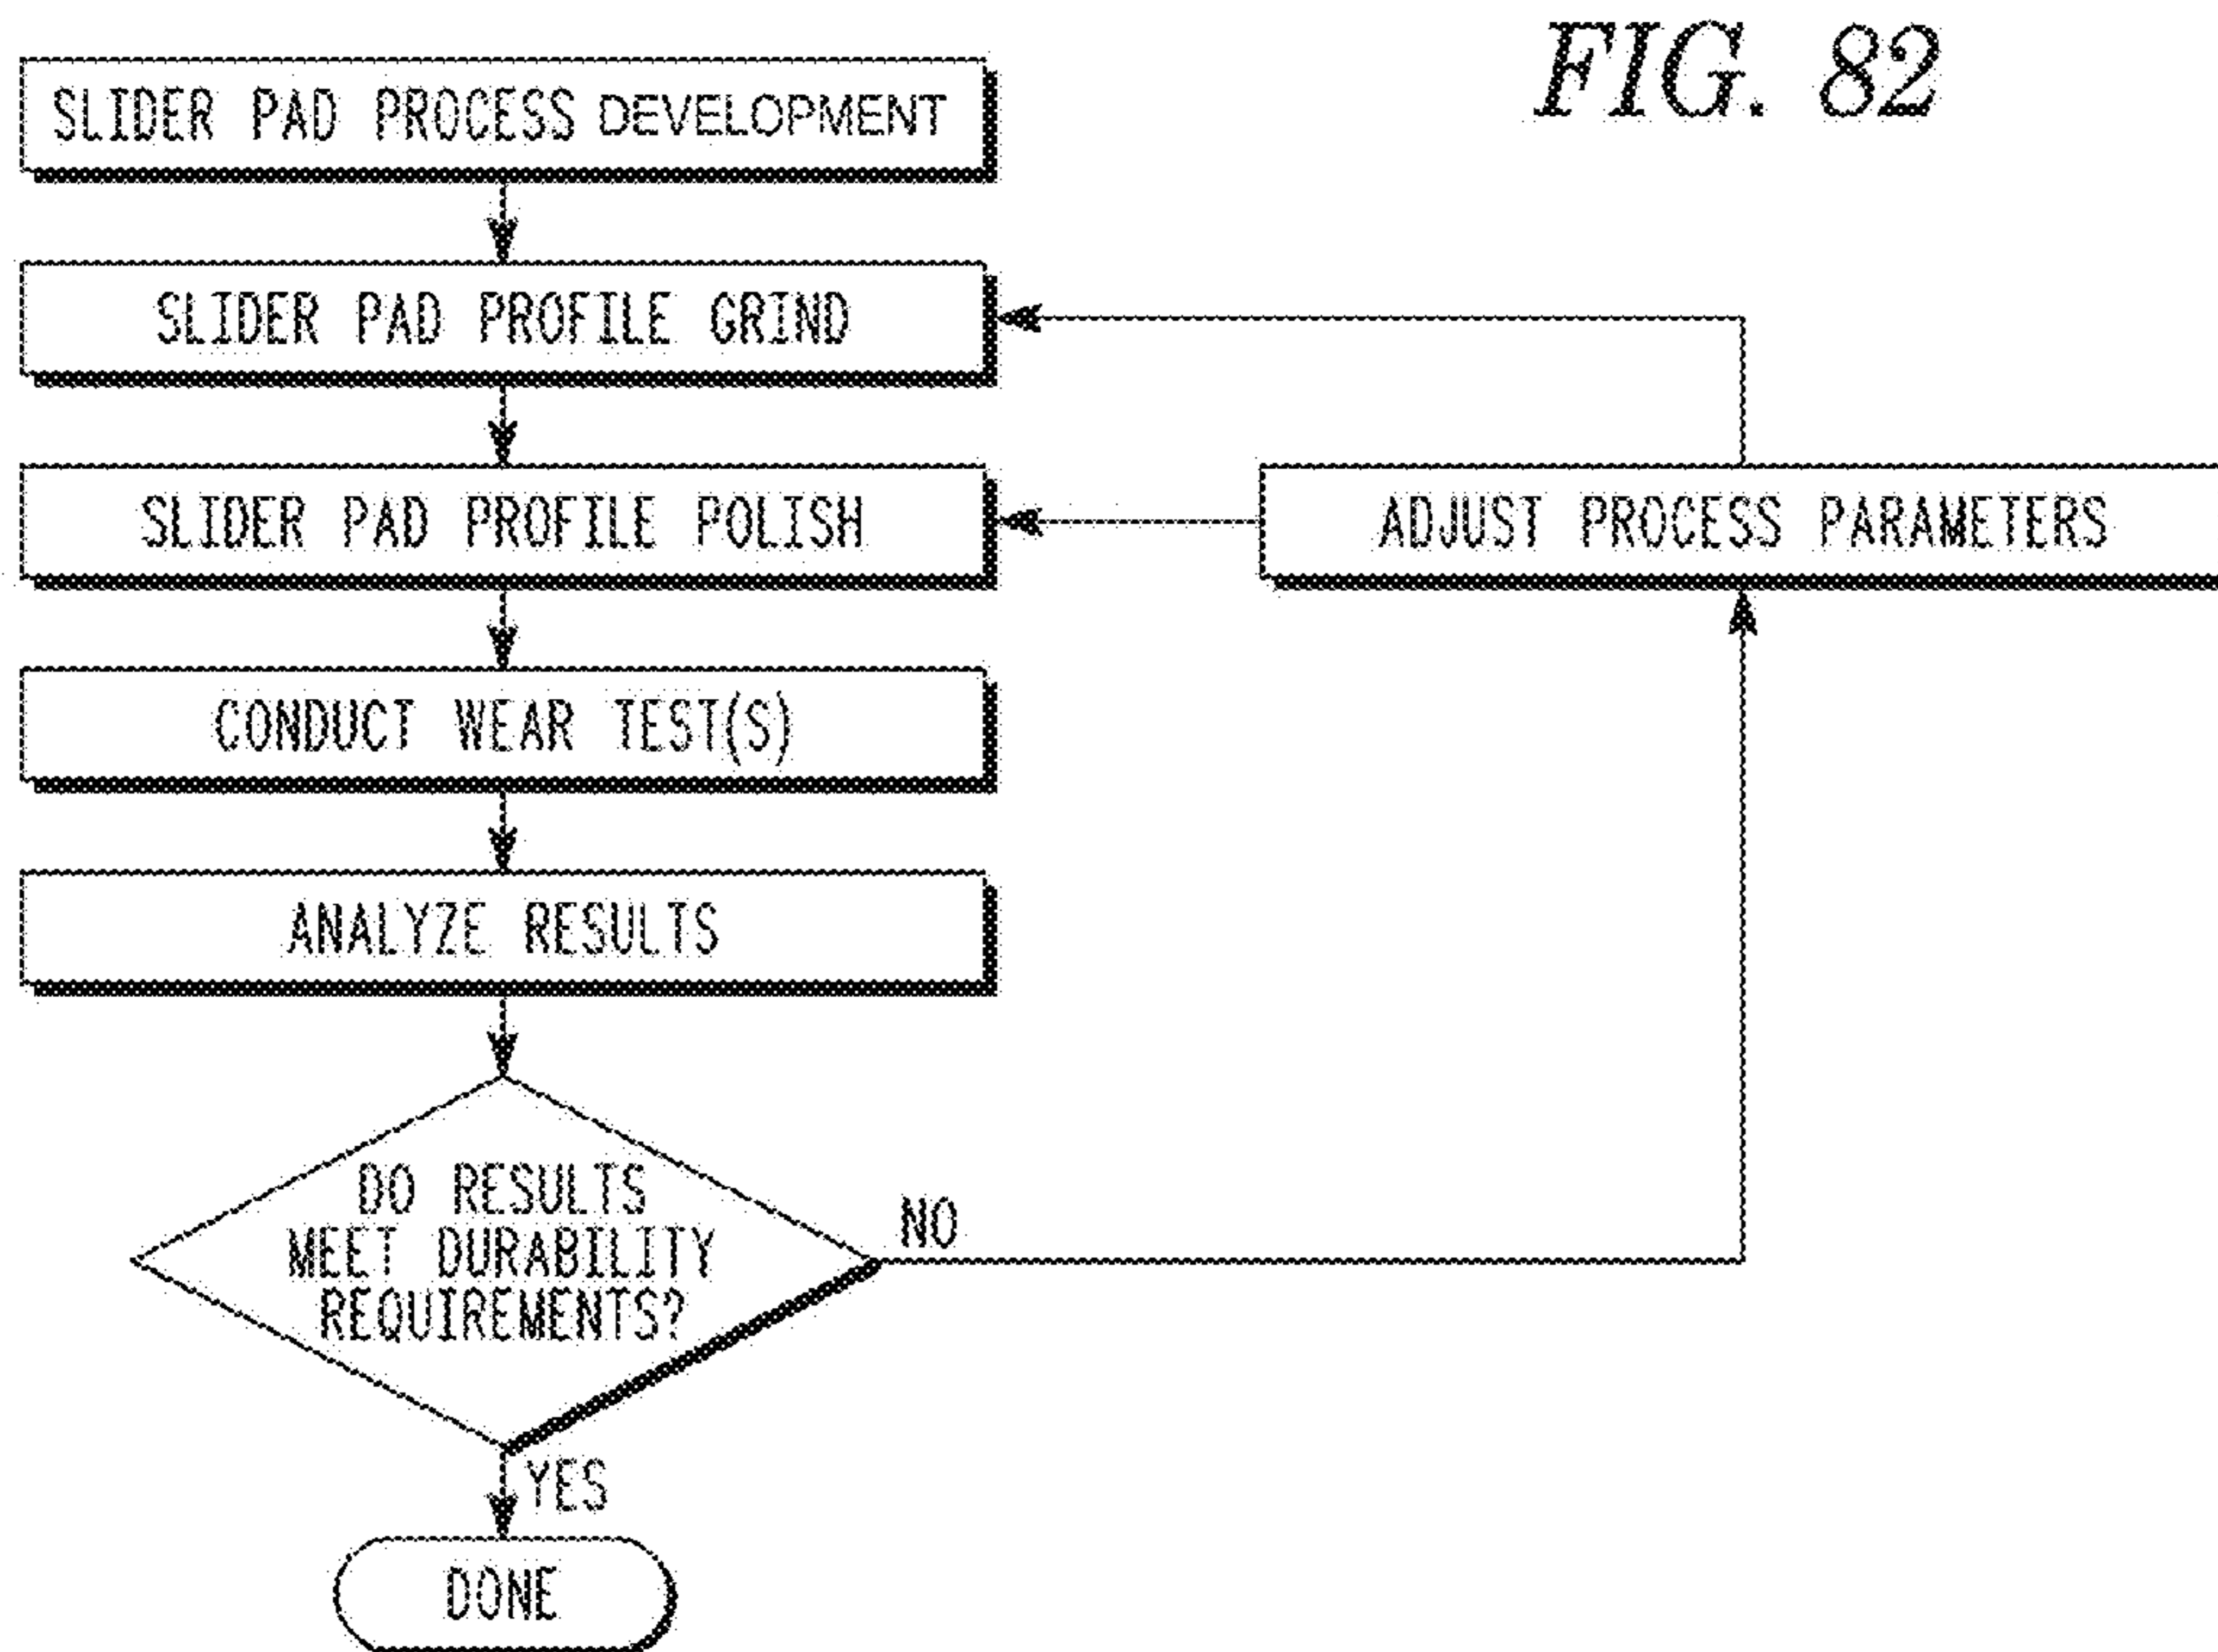 FIG. 82
SLIDER PAD PROCESS DEVELOPMENT
SLIDER PAD PROFILE GRIND
SLIDER PAD PROFILE POLISH
ADJUST PROCESS PARAMETERS
CONDUCT WEAR TEST(S)
ANALYZE RESULTS
DO RESULTS
MEET DURABILITY
REQUIREMENTS?
NO
YES
DONE